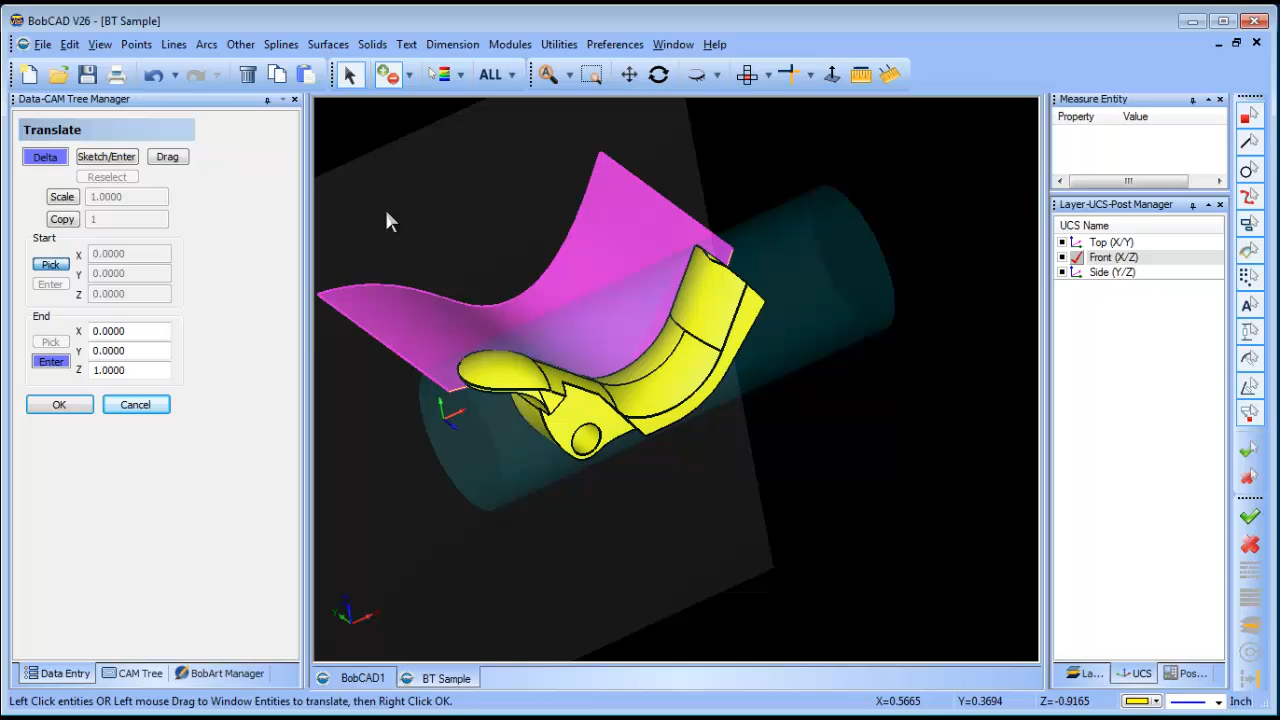 BobCAD V26 - [BT Sample]
File Edit View Points Lines Arcs Other Splines Surfaces Solids Text Dimension Modules Utilities Preferences Window Help
ALL
Data-CAM Tree Manager
Translate
Delta Sketch/Enter Drag
Reselect
Scale 1.0000
Copy 1
Start
Pick X 0.0000
Y 0.0000
Enter
Z 0.0000
End
X 0.0000
Pick
Y 0.0000
Enter
Z 1.0000
OK Cancel
Data Entry CAM Tree BobArt Manager
BobCAD1 BT Sample
Measure Entity
Property Value
Layer-UCS-Post Manager
UCS Name
Top (X/Y)
Front (X/Z)
Side (Y/Z)
La... UCS Pos...
Left Click entities OR Left mouse Drag to Window Entities to translate, then Right Click OK. X=0.5665 Y=0.3694 Z=-0.9165 Inch